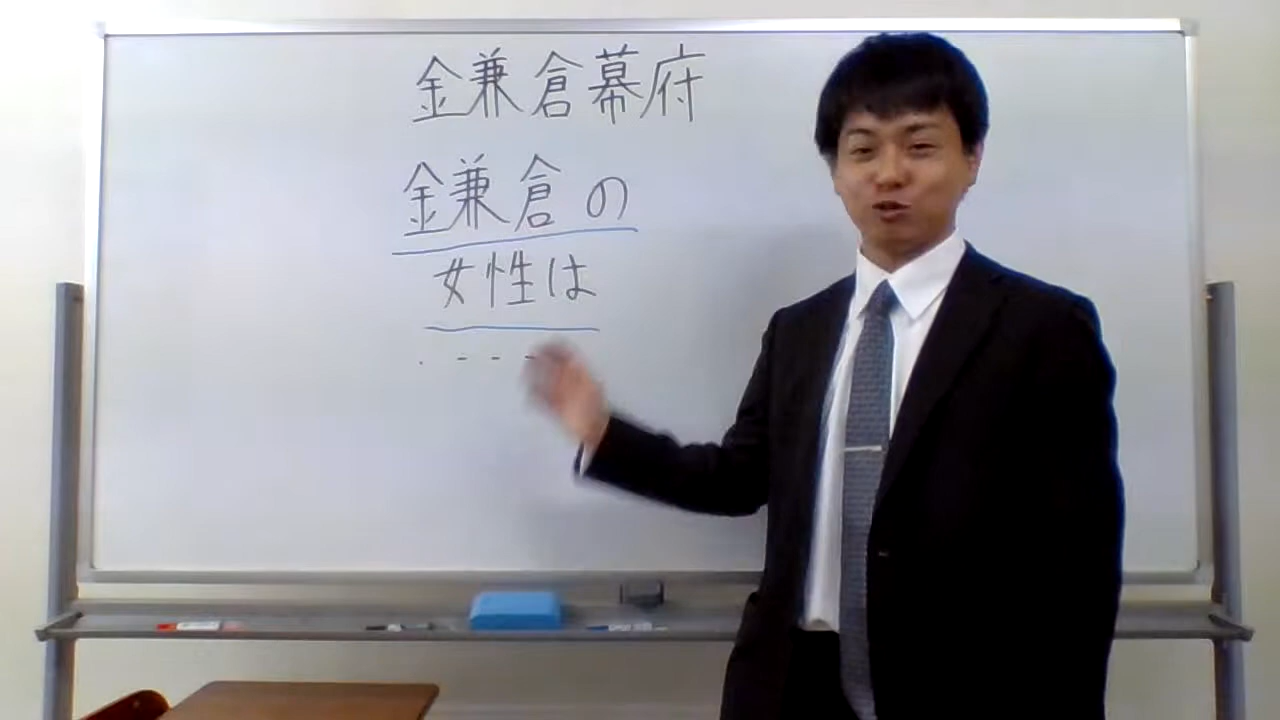 鎌倉幕府
鎌倉の
女性は
. - - -